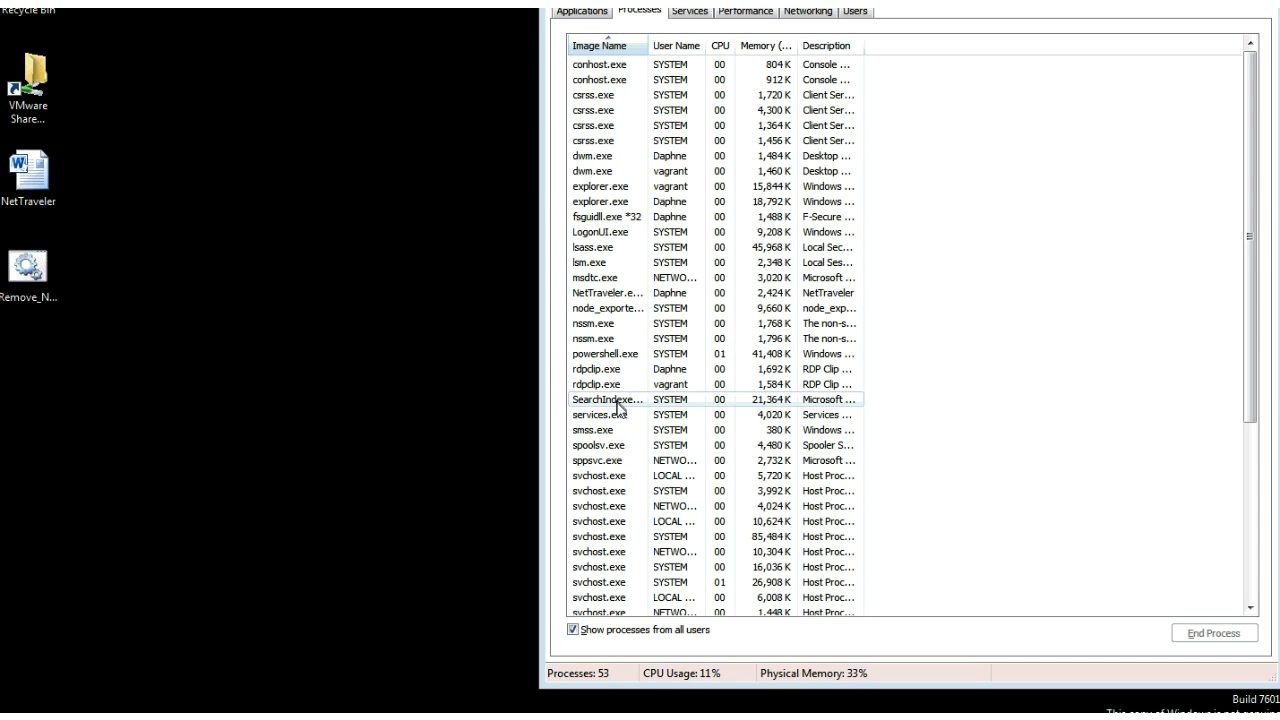 Recycle Bin
VMware
Share...
NetTraveler
Remove_N...
Applications Processes Services Performance Networking Users
Image Name User Name CPU Memory (... Description
conhost.exe SYSTEM 00 804 K Console ...
conhost.exe SYSTEM 00 912 K Console ...
csrss.exe SYSTEM 00 1,720 K Client Ser...
csrss.exe SYSTEM 00 4,300 K Client Ser...
csrss.exe SYSTEM 00 1,364 K Client Ser...
csrss.exe SYSTEM 00 1,456 K Client Ser...
dwm.exe Daphne 00 1,484 K Desktop ...
dwm.exe vagrant 00 1,460 K Desktop ...
explorer.exe vagrant 00 15,844 K Windows ...
explorer.exe Daphne 00 18,792 K Windows ...
fsguidll.exe *32 Daphne 00 1,488 K F-Secure ...
LogonUI.exe SYSTEM 00 9,208 K Windows ...
lsass.exe SYSTEM 00 45,968 K Local Sec...
lsm.exe SYSTEM 00 2,348 K Local Ses...
msdtc.exe NETWO... 00 3,020 K Microsoft ...
NetTraveler.e... Daphne 00 2,424 K NetTraveler
node_exporte... SYSTEM 00 9,660 K node_exp...
nssm.exe SYSTEM 00 1,768 K The non-s...
nssm.exe SYSTEM 00 1,796 K The non-s...
powershell.exe SYSTEM 01 41,408 K Windows ...
rdpclip.exe Daphne 00 1,692 K RDP Clip ...
rdpclip.exe vagrant 00 1,584 K RDP Clip ...
SearchIndexe... SYSTEM 00 21,364 K Microsoft ...
services.exe SYSTEM 00 4,020 K Services ...
smss.exe SYSTEM 00 380 K Windows ...
spoolsv.exe SYSTEM 00 4,480 K Spooler S...
sppsvc.exe NETWO... 00 2,732 K Microsoft ...
svchost.exe LOCAL ... 00 5,720 K Host Proc...
svchost.exe SYSTEM 00 3,992 K Host Proc...
svchost.exe NETWO... 00 4,024 K Host Proc...
svchost.exe LOCAL ... 00 10,624 K Host Proc...
svchost.exe SYSTEM 00 85,484 K Host Proc...
svchost.exe NETWO... 00 10,304 K Host Proc...
svchost.exe SYSTEM 00 16,036 K Host Proc...
svchost.exe SYSTEM 01 26,908 K Host Proc...
svchost.exe LOCAL ... 00 6,008 K Host Proc...
svchost.exe NETWO... 00 1,448 K Host Proc...
Show processes from all users
End Process
Processes: 53 CPU Usage: 11% Physical Memory: 33%
Build 7601
This copy of Windows is not genuine